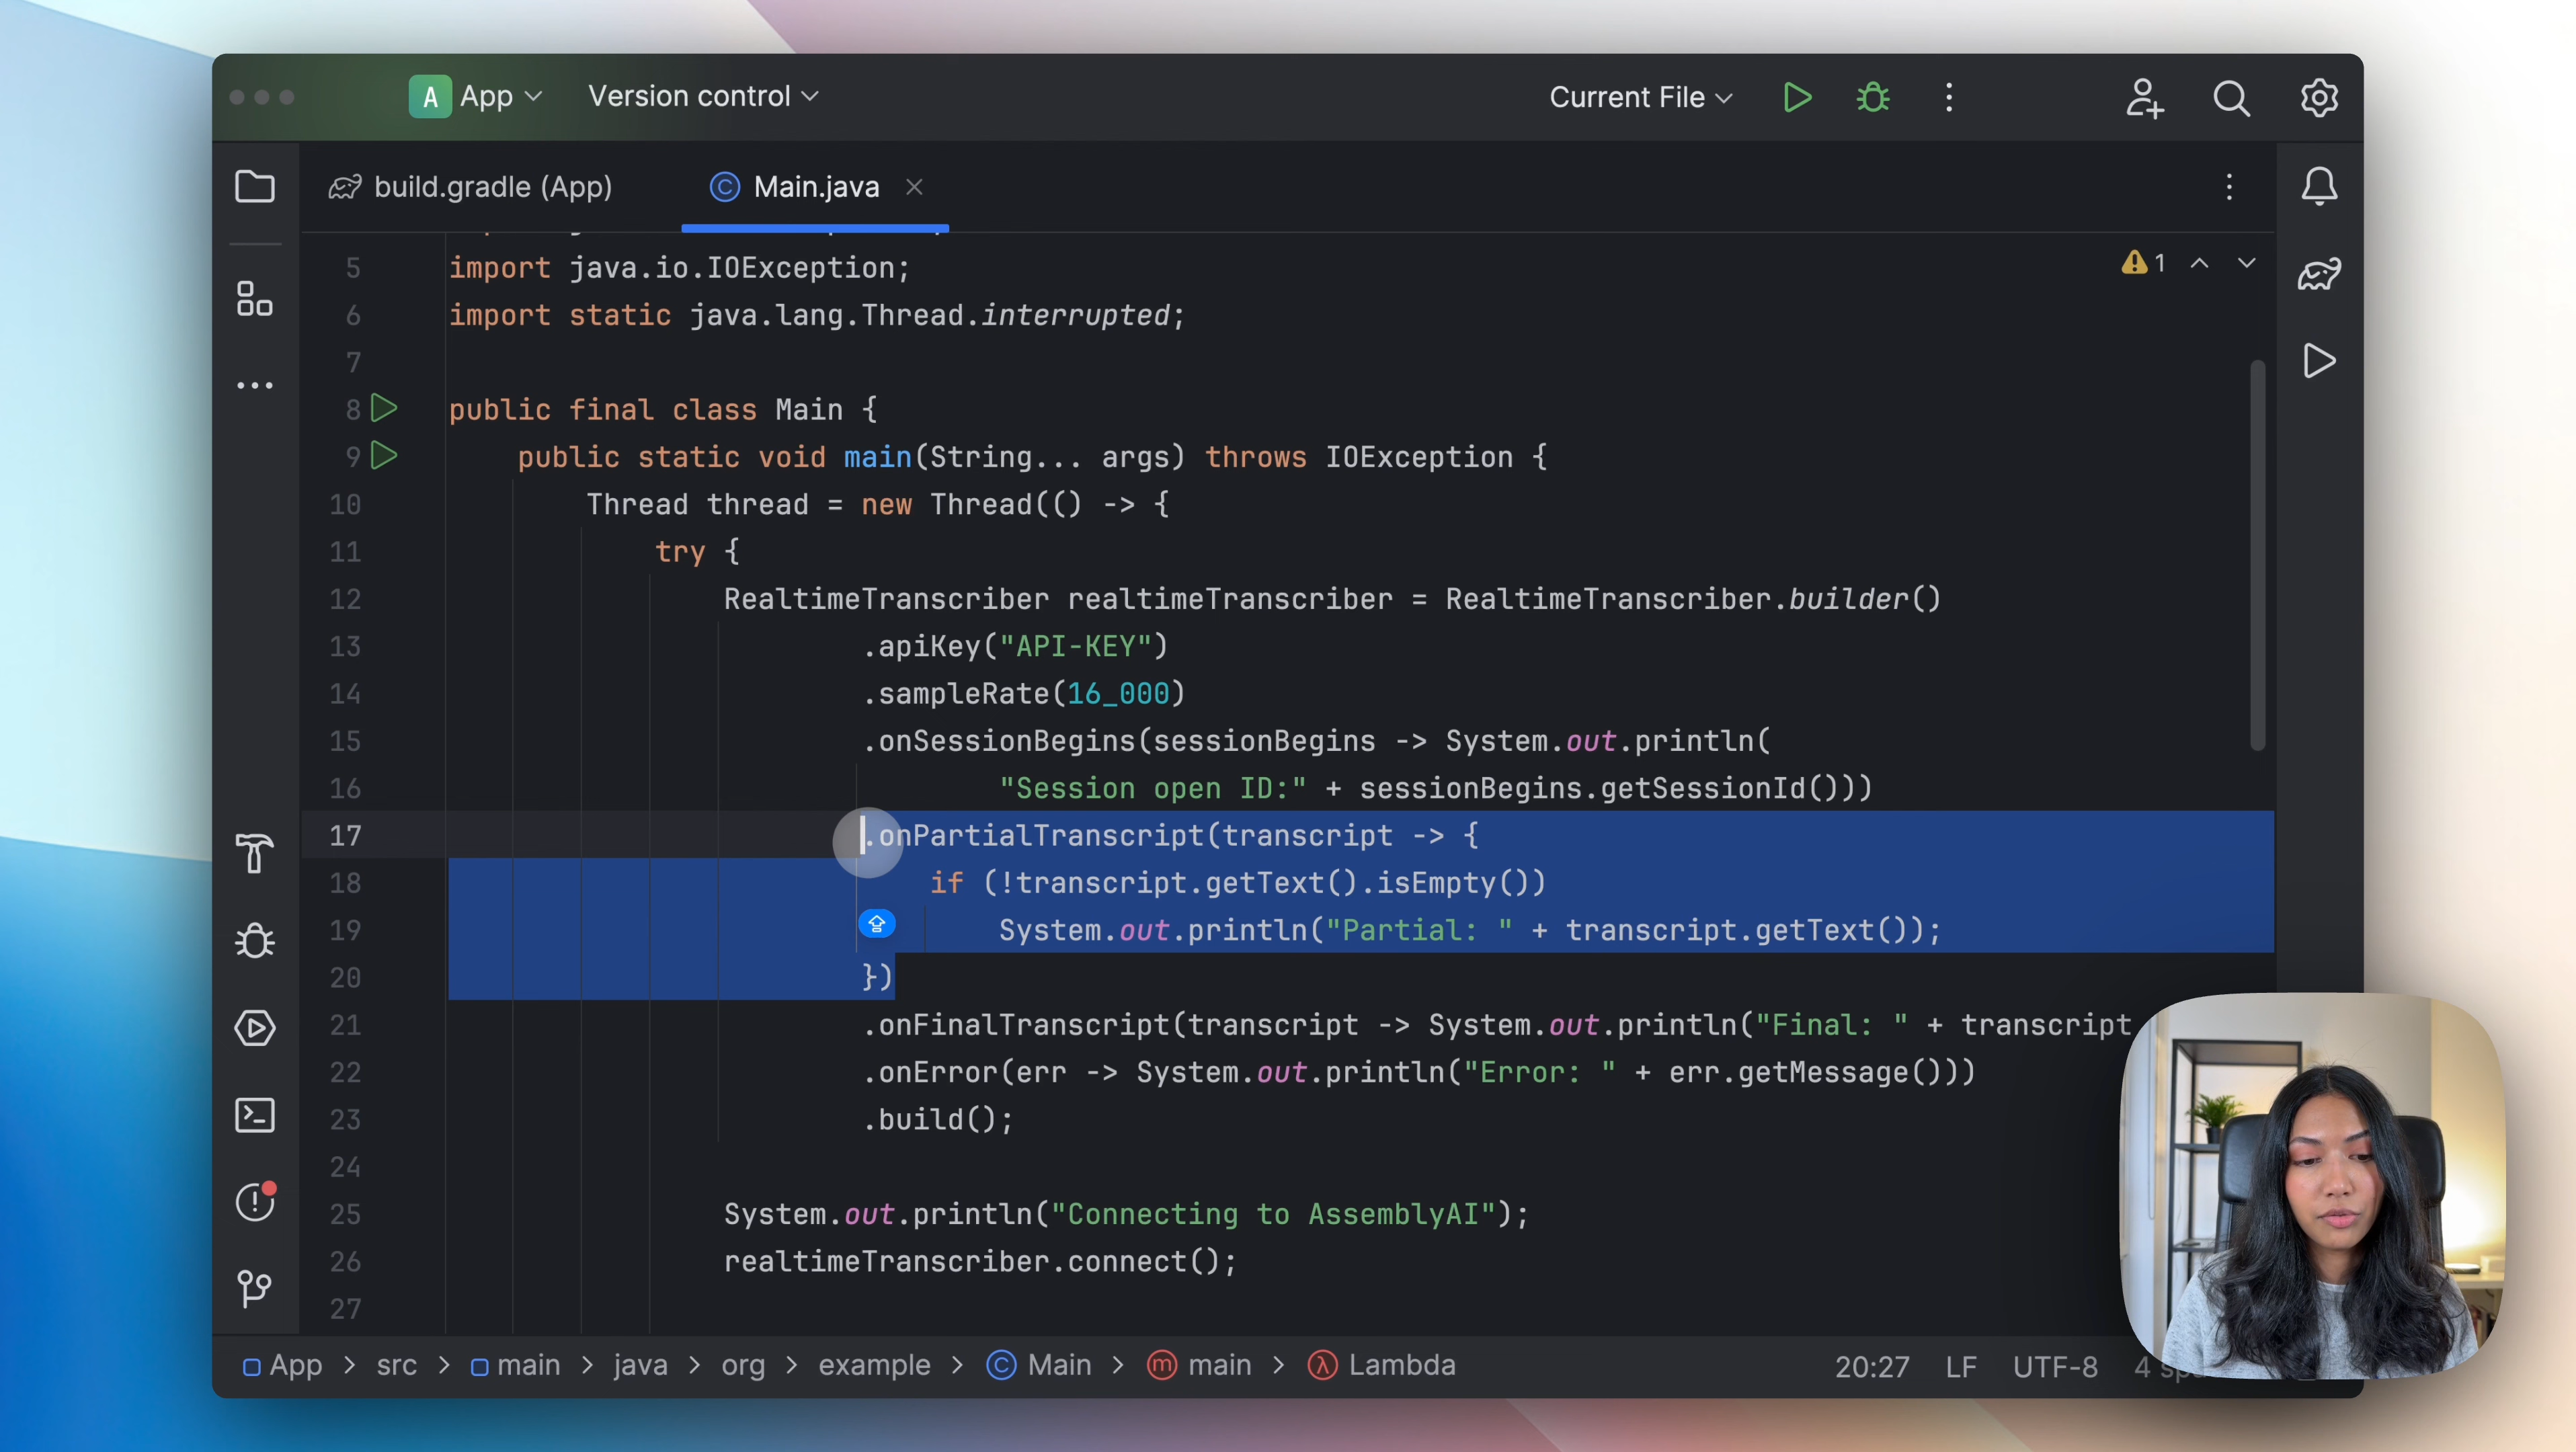 A App Version control Current File
build.gradle (App) Main.java
1
5 import java.io.IOException;
6 import static java.lang.Thread.interrupted;
7
8 public final class Main {
9 public static void main(String... args) throws IOException {
10 Thread thread = new Thread(() -> {
11 try {
12 RealtimeTranscriber realtimeTranscriber = RealtimeTranscriber.builder()
13 .apiKey("API-KEY")
14 .sampleRate(16_000)
15 .onSessionBegins(sessionBegins -> System.out.println(
16 "Session open ID:" + sessionBegins.getSessionId()))
17 .onPartialTranscript(transcript -> {
18 if (!transcript.getText().isEmpty())
19 System.out.println("Partial: " + transcript.getText());
20 })
21 .onFinalTranscript(transcript -> System.out.println("Final: " + transcript
22 .onError(err -> System.out.println("Error: " + err.getMessage()))
23 .build();
24
25 System.out.println("Connecting to AssemblyAI");
26 realtimeTranscriber.connect();
27
App > src > main > java > org > example > Main > main > Lambda 20:27 LF UTF-8 4